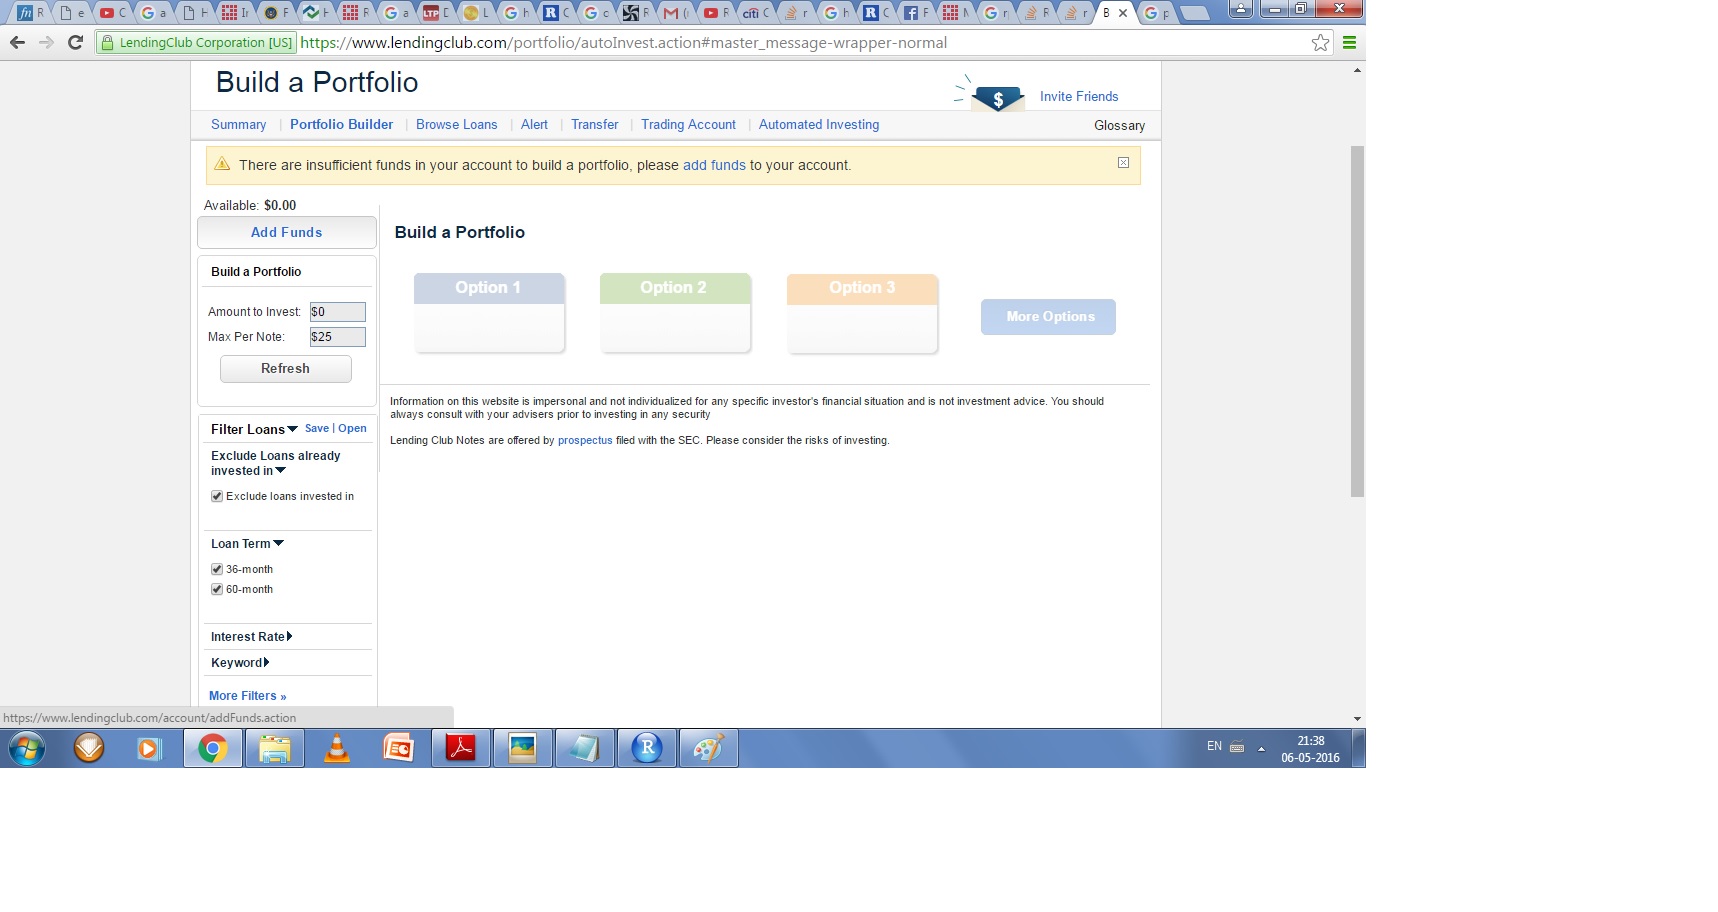 LendingClub Corporation [US] https://www.lendingclub.com/portfolio/autoInvest.action#master_message-wrapper-normal
Build a Portfolio
$ Invite Friends
Summary | Portfolio Builder | Browse Loans | Alert | Transfer | Trading Account | Automated Investing Glossary
There are insufficient funds in your account to build a portfolio, please add funds to your account.
Available: $0.00
Add Funds
Build a Portfolio
Amount to Invest: $0
Max Per Note: $25
Refresh
Filter Loans Save | Open
Exclude Loans already
invested in
Exclude loans invested in
Loan Term
36-month
60-month
Interest Rate
Keyword
More Filters »
Build a Portfolio
Option 1 Option 2 Option 3
More Options
Information on this website is impersonal and not individualized for any specific investor's financial situation and is not investment advice. You should
always consult with your advisers prior to investing in any security
Lending Club Notes are offered by prospectus filed with the SEC. Please consider the risks of investing.
https://www.lendingclub.com/account/addFunds.action
EN 21:38
06-05-2016